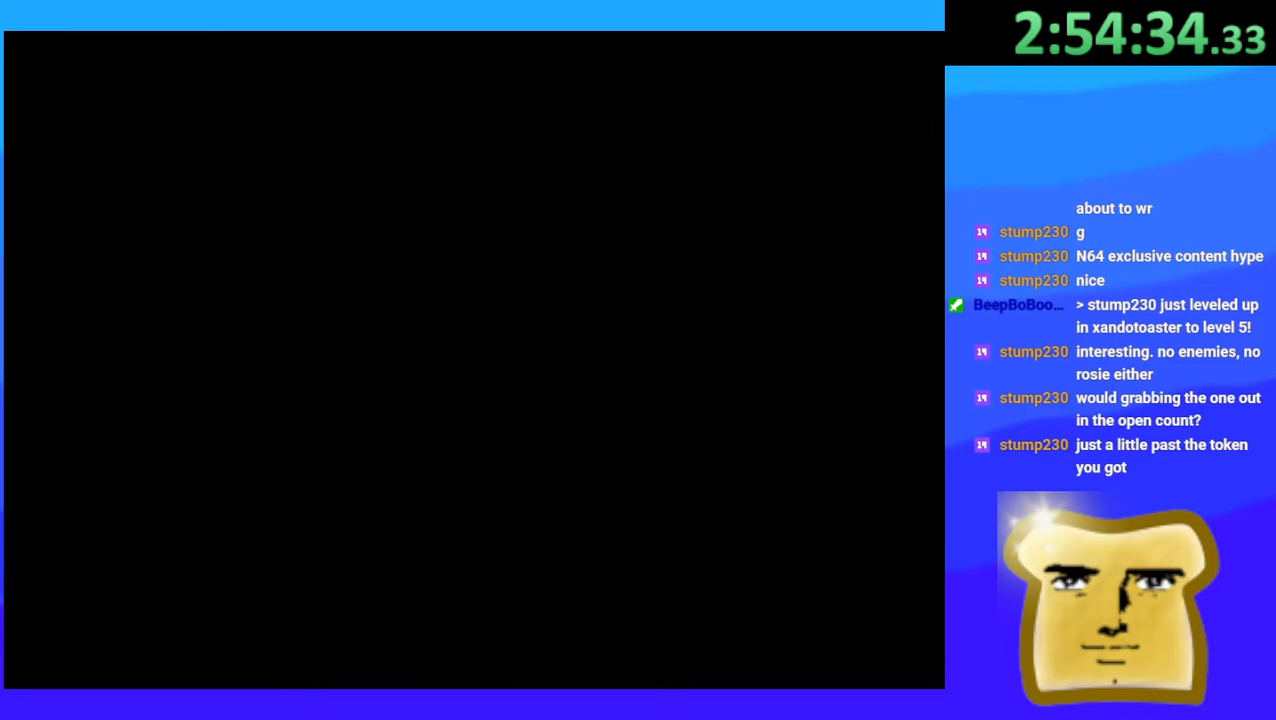 2:54:34.33
about to wr
stump230 g
stump230 N64 exclusive content hype
stump230 nice
BeepBoBoo... > stump230 just leveled up
in xandotoaster to level 5!
stump230 interesting. no enemies, no
rosie either
stump230 would grabbing the one out
in the open count?
stump230 just a little past the token
you got